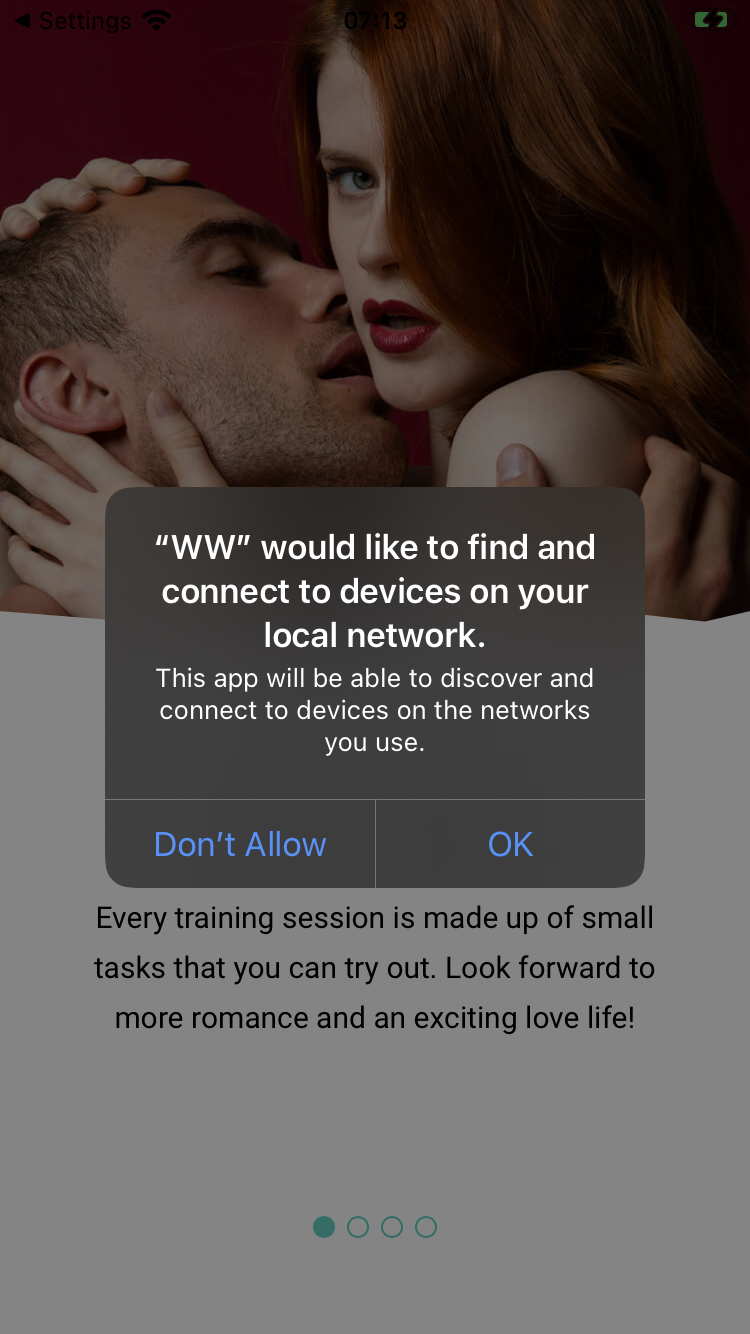 Settings 07:13
“WW” would like to find and
connect to devices on your
local network.
This app will be able to discover and
connect to devices on the networks
you use.
Don’t Allow OK
Every training session is made up of small
tasks that you can try out. Look forward to
more romance and an exciting love life!